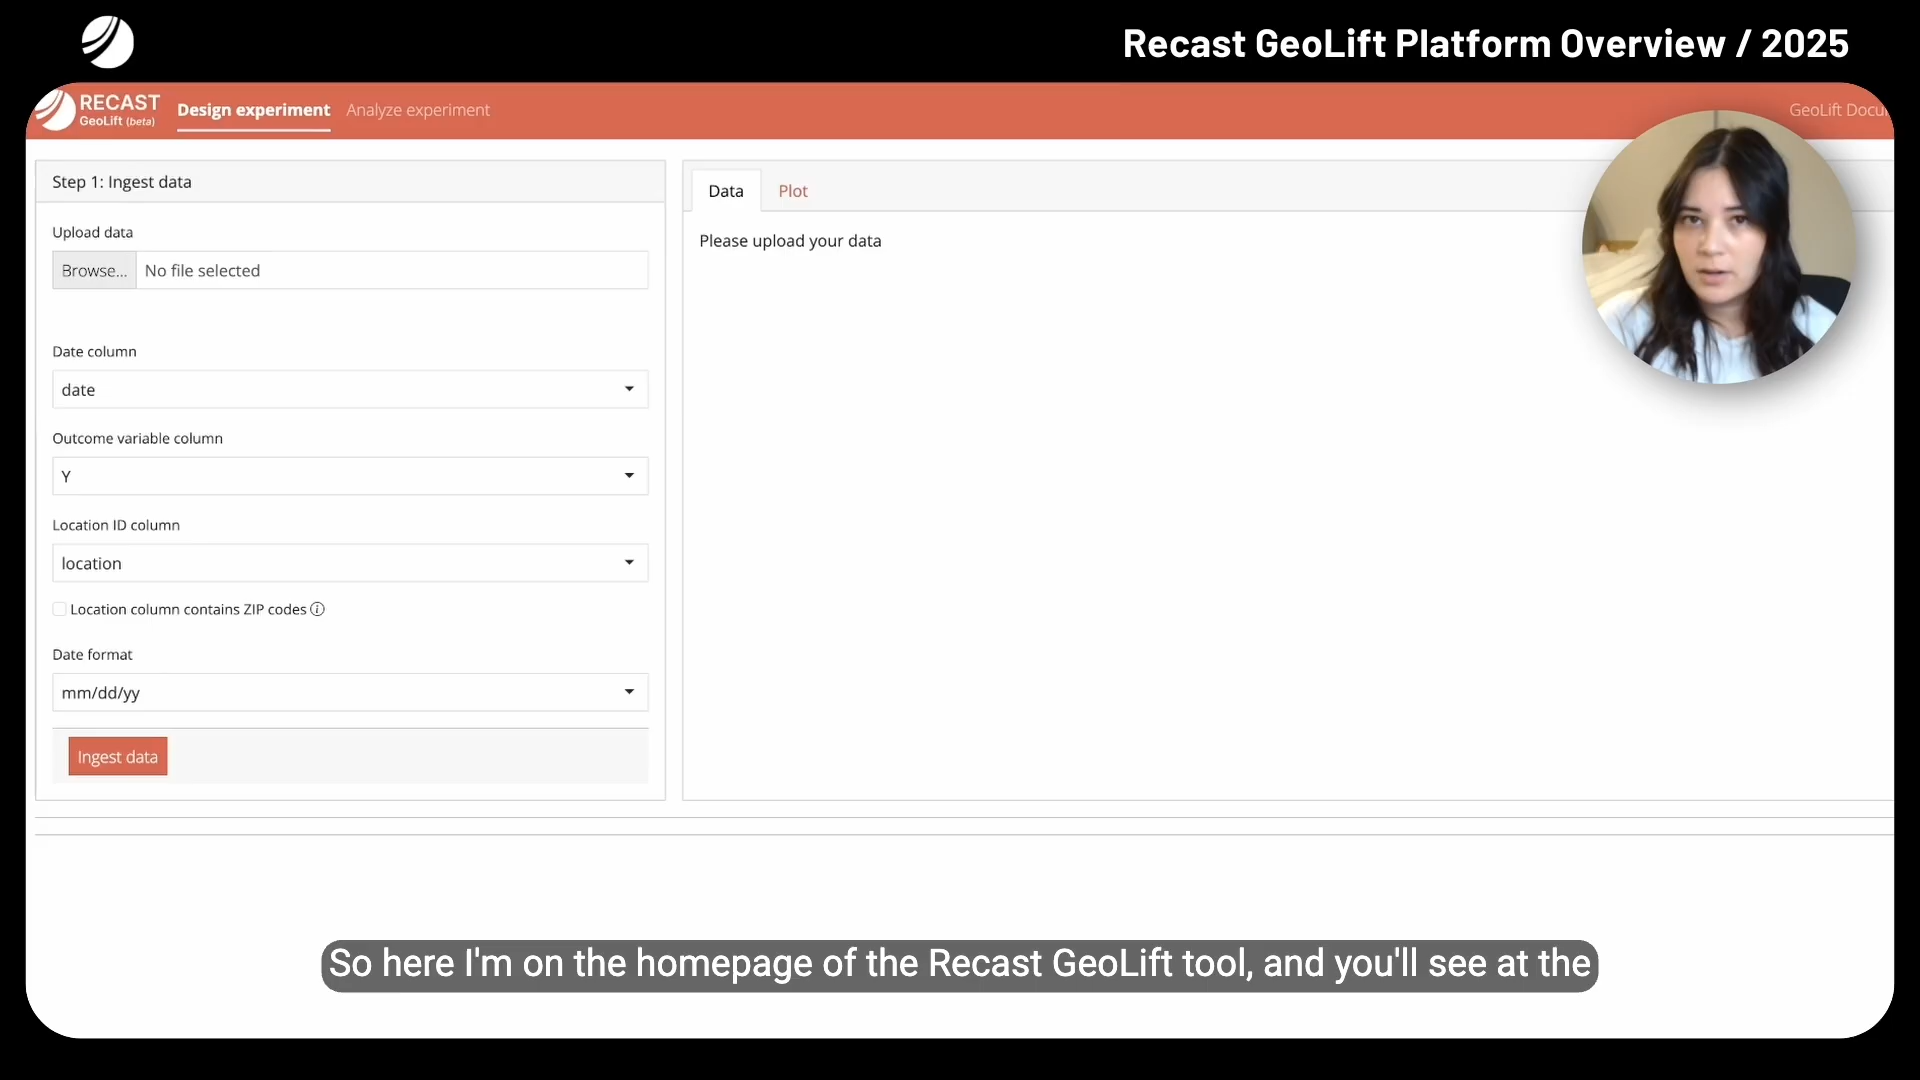 Recast GeoLift Platform Overview / 2025
RECAST
GeoLift (beta)
Design experiment
Analyze experiment
GeoLift Docu
Step 1: Ingest data
Upload data
Browse...
No file selected
Date column
date
Outcome variable column
Y
Location ID column
location
Location column contains ZIP codes
Date format
mm/dd/yy
Ingest data
Data
Plot
Please upload your data
So here I'm on the homepage of the Recast GeoLift tool, and you'll see at the